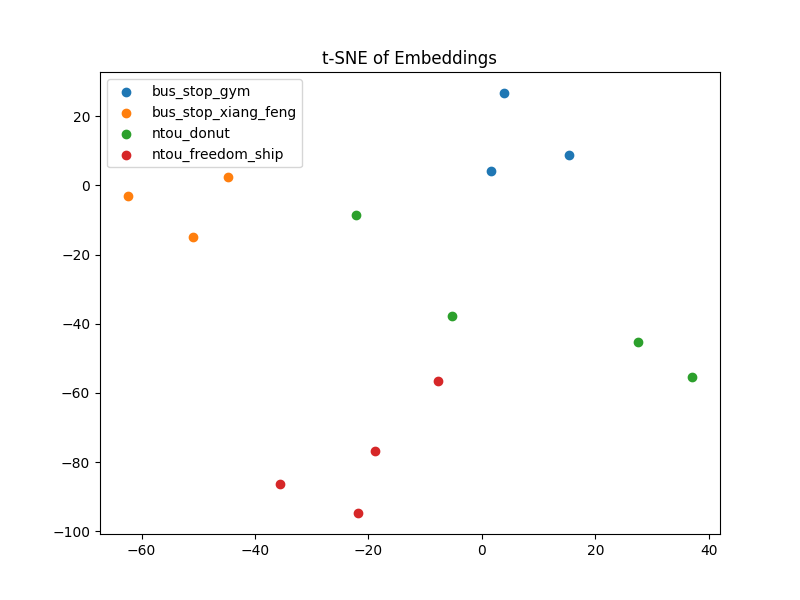 t-SNE of Embeddings
bus_stop_gym
bus_stop_xiang_feng
ntou_donut
ntou_freedom_ship
20
0
−20
−40
−60
−80
−100
−60
−40
−20
0
20
40